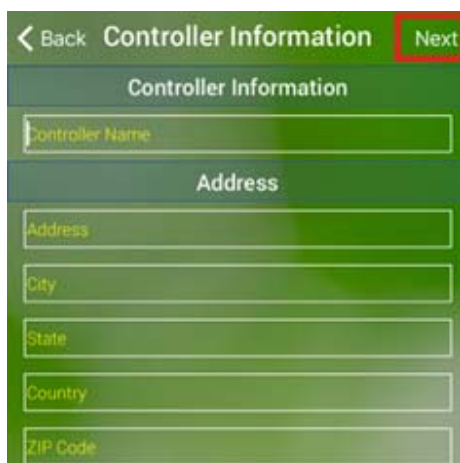 Back Controller Information Next
Controller Information
Controller Name
Address
Address
City
State
Country
ZIP Code